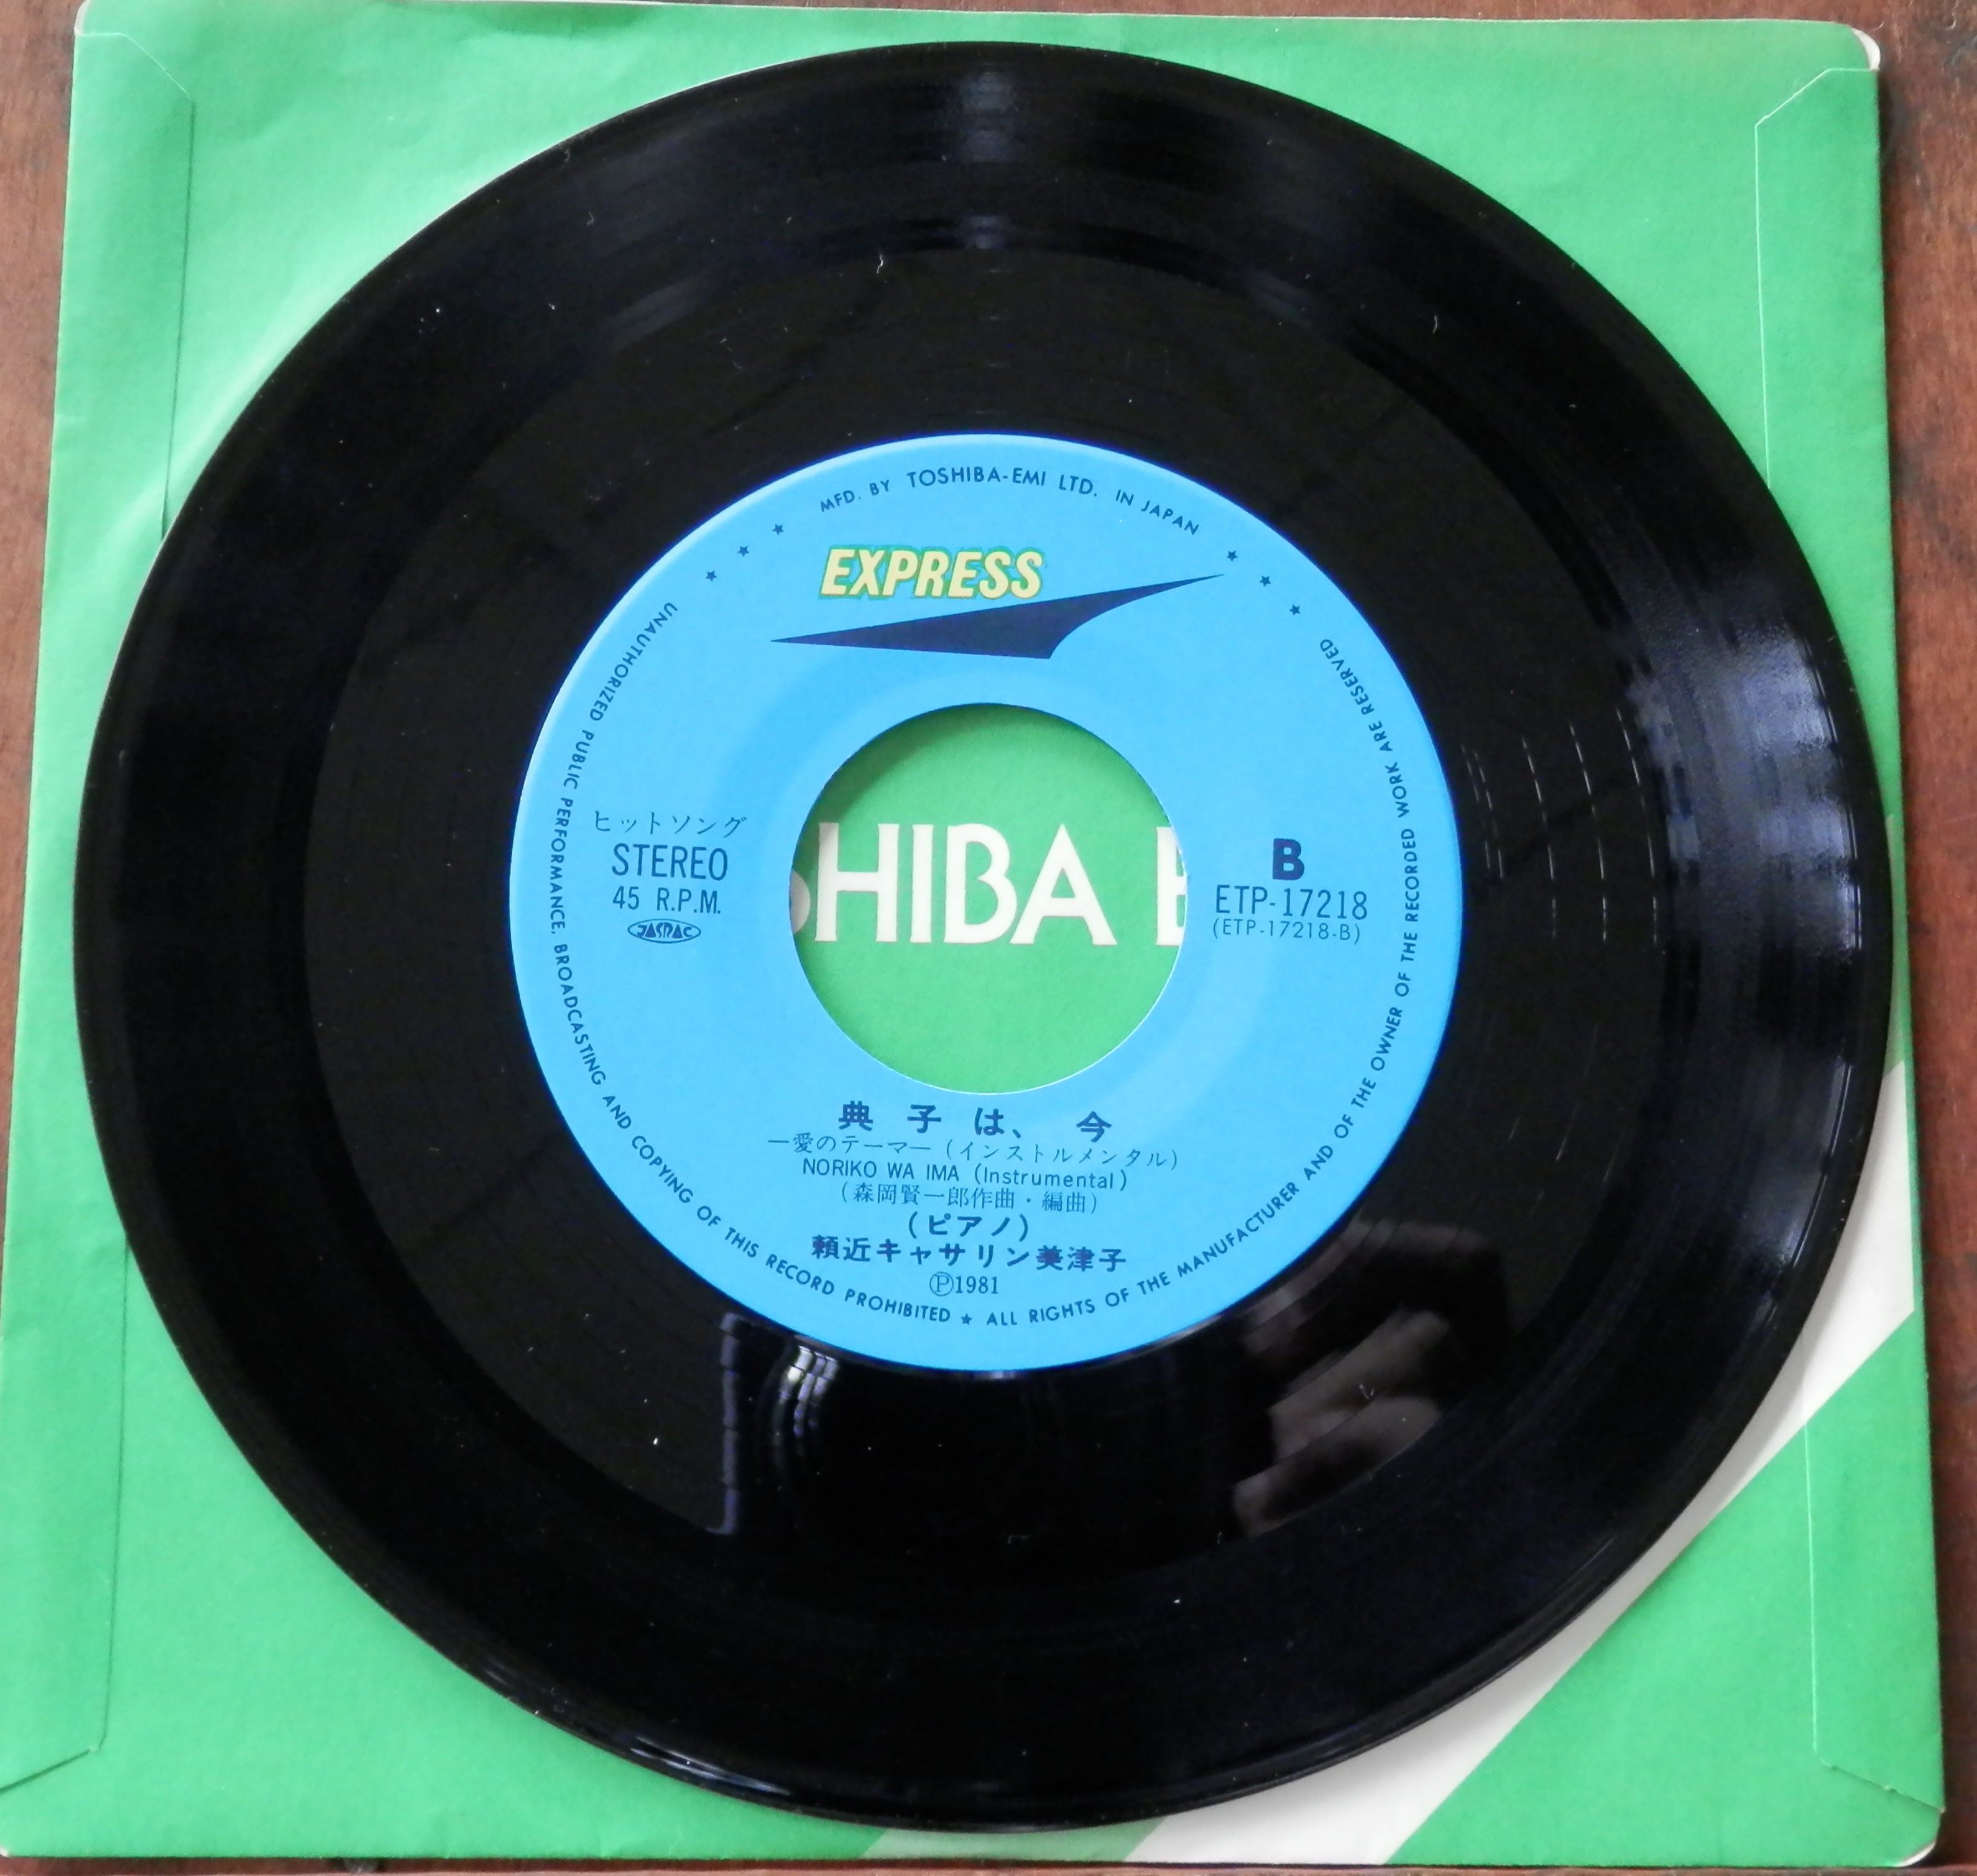 MFD. BY TOSHIBA-EMI LTD. IN JAPAN
EXPRESS
ヒットソング
STEREO
45 R.P.M.
JASRAC
SHIBA E
B
ETP-17218
(ETP-17218-B)
典子は、今
―愛のテーマ― (インストルメンタル)
NORIKO WA IMA (Instrumental)
(森岡賢一郎作曲・編曲)
(ピアノ)
頼近キャサリン美津子
Ⓟ1981
UNAUTHORIZED PUBLIC PERFORMANCE, BROADCASTING AND COPYING OF THIS RECORD PROHIBITED ★ ALL RIGHTS OF THE MANUFACTURER AND OF THE OWNER OF THE RECORDED WORK ARE RESERVED